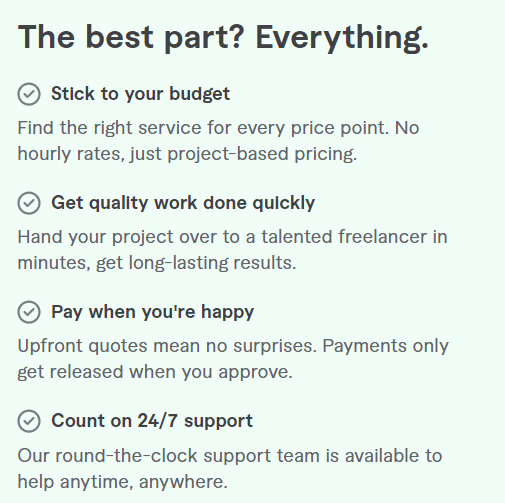 The best part? Everything.
Stick to your budget
Find the right service for every price point. No
hourly rates, just project-based pricing.
Get quality work done quickly
Hand your project over to a talented freelancer in
minutes, get long-lasting results.
Pay when you're happy
Upfront quotes mean no surprises. Payments only
get released when you approve.
Count on 24/7 support
Our round-the-clock support team is available to
help anytime, anywhere.